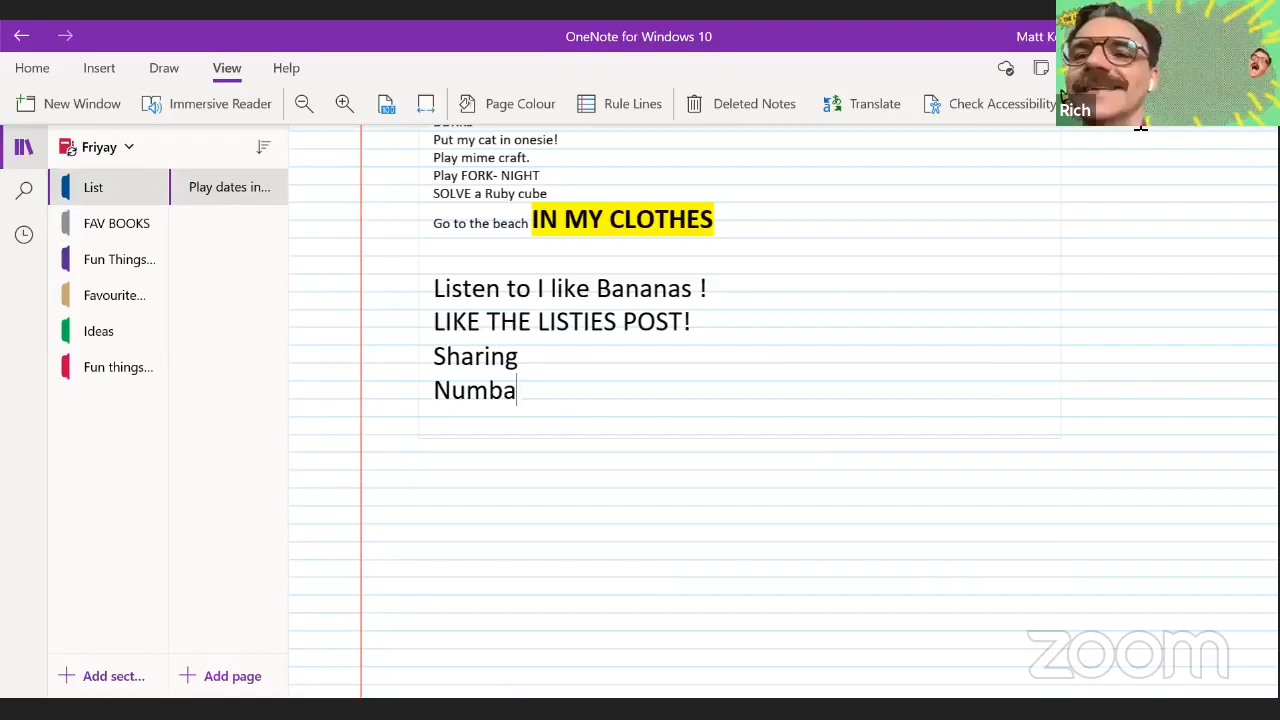 OneNote for Windows 10
Matt Ke
Rich
Home Insert Draw View Help
New Window Immersive Reader Page Colour Rule Lines Deleted Notes Translate Check Accessibility
Friyay
List
FAV BOOKS
Fun Things...
Favourite...
Ideas
Fun things...
Add sect...
Play dates in...
Add page
Put my cat in onesie!
Play mime craft.
Play FORK- NIGHT
SOLVE a Ruby cube
Go to the beach IN MY CLOTHES
Listen to I like Bananas !
LIKE THE LISTIES POST!
Sharing
Numba
zoom